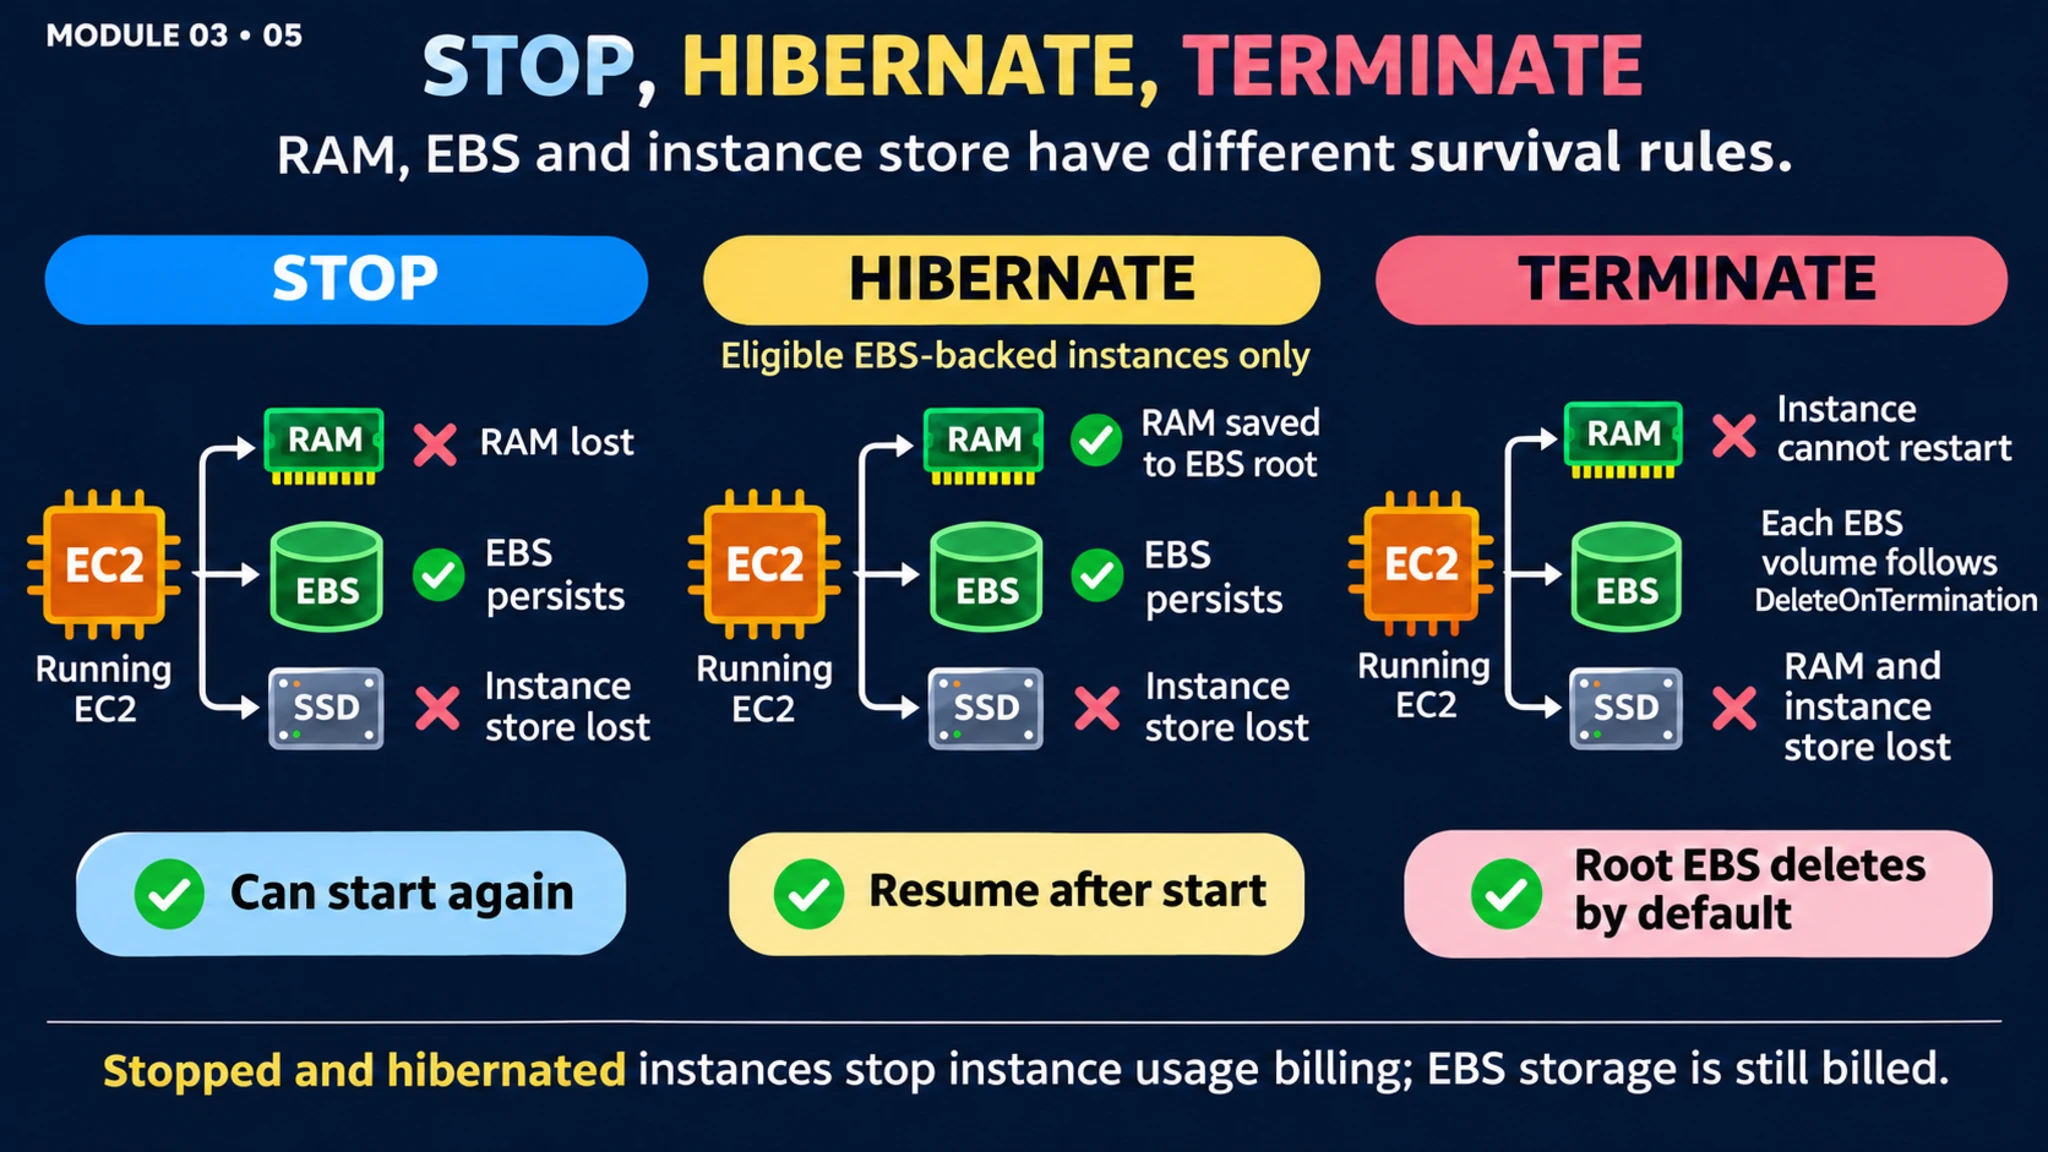 MODULE 03 • 05
STOP, HIBERNATE, TERMINATE
RAM, EBS and instance store have different survival rules.
STOP
RAM
RAM lost
EC2
EBS
EBS
persists
Running
EC2
SSD
Instance
store lost
Can start again
HIBERNATE
Eligible EBS-backed instances only
RAM
RAM saved
to EBS root
EC2
EBS
EBS
persists
Running
EC2
SSD
Instance
store lost
Resume after start
TERMINATE
RAM
Instance
cannot restart
EC2
EBS
Each EBS
volume follows
DeleteOnTermination
Running
EC2
SSD
RAM and
instance
store lost
Root EBS deletes
by default
Stopped and hibernated instances stop instance usage billing; EBS storage is still billed.